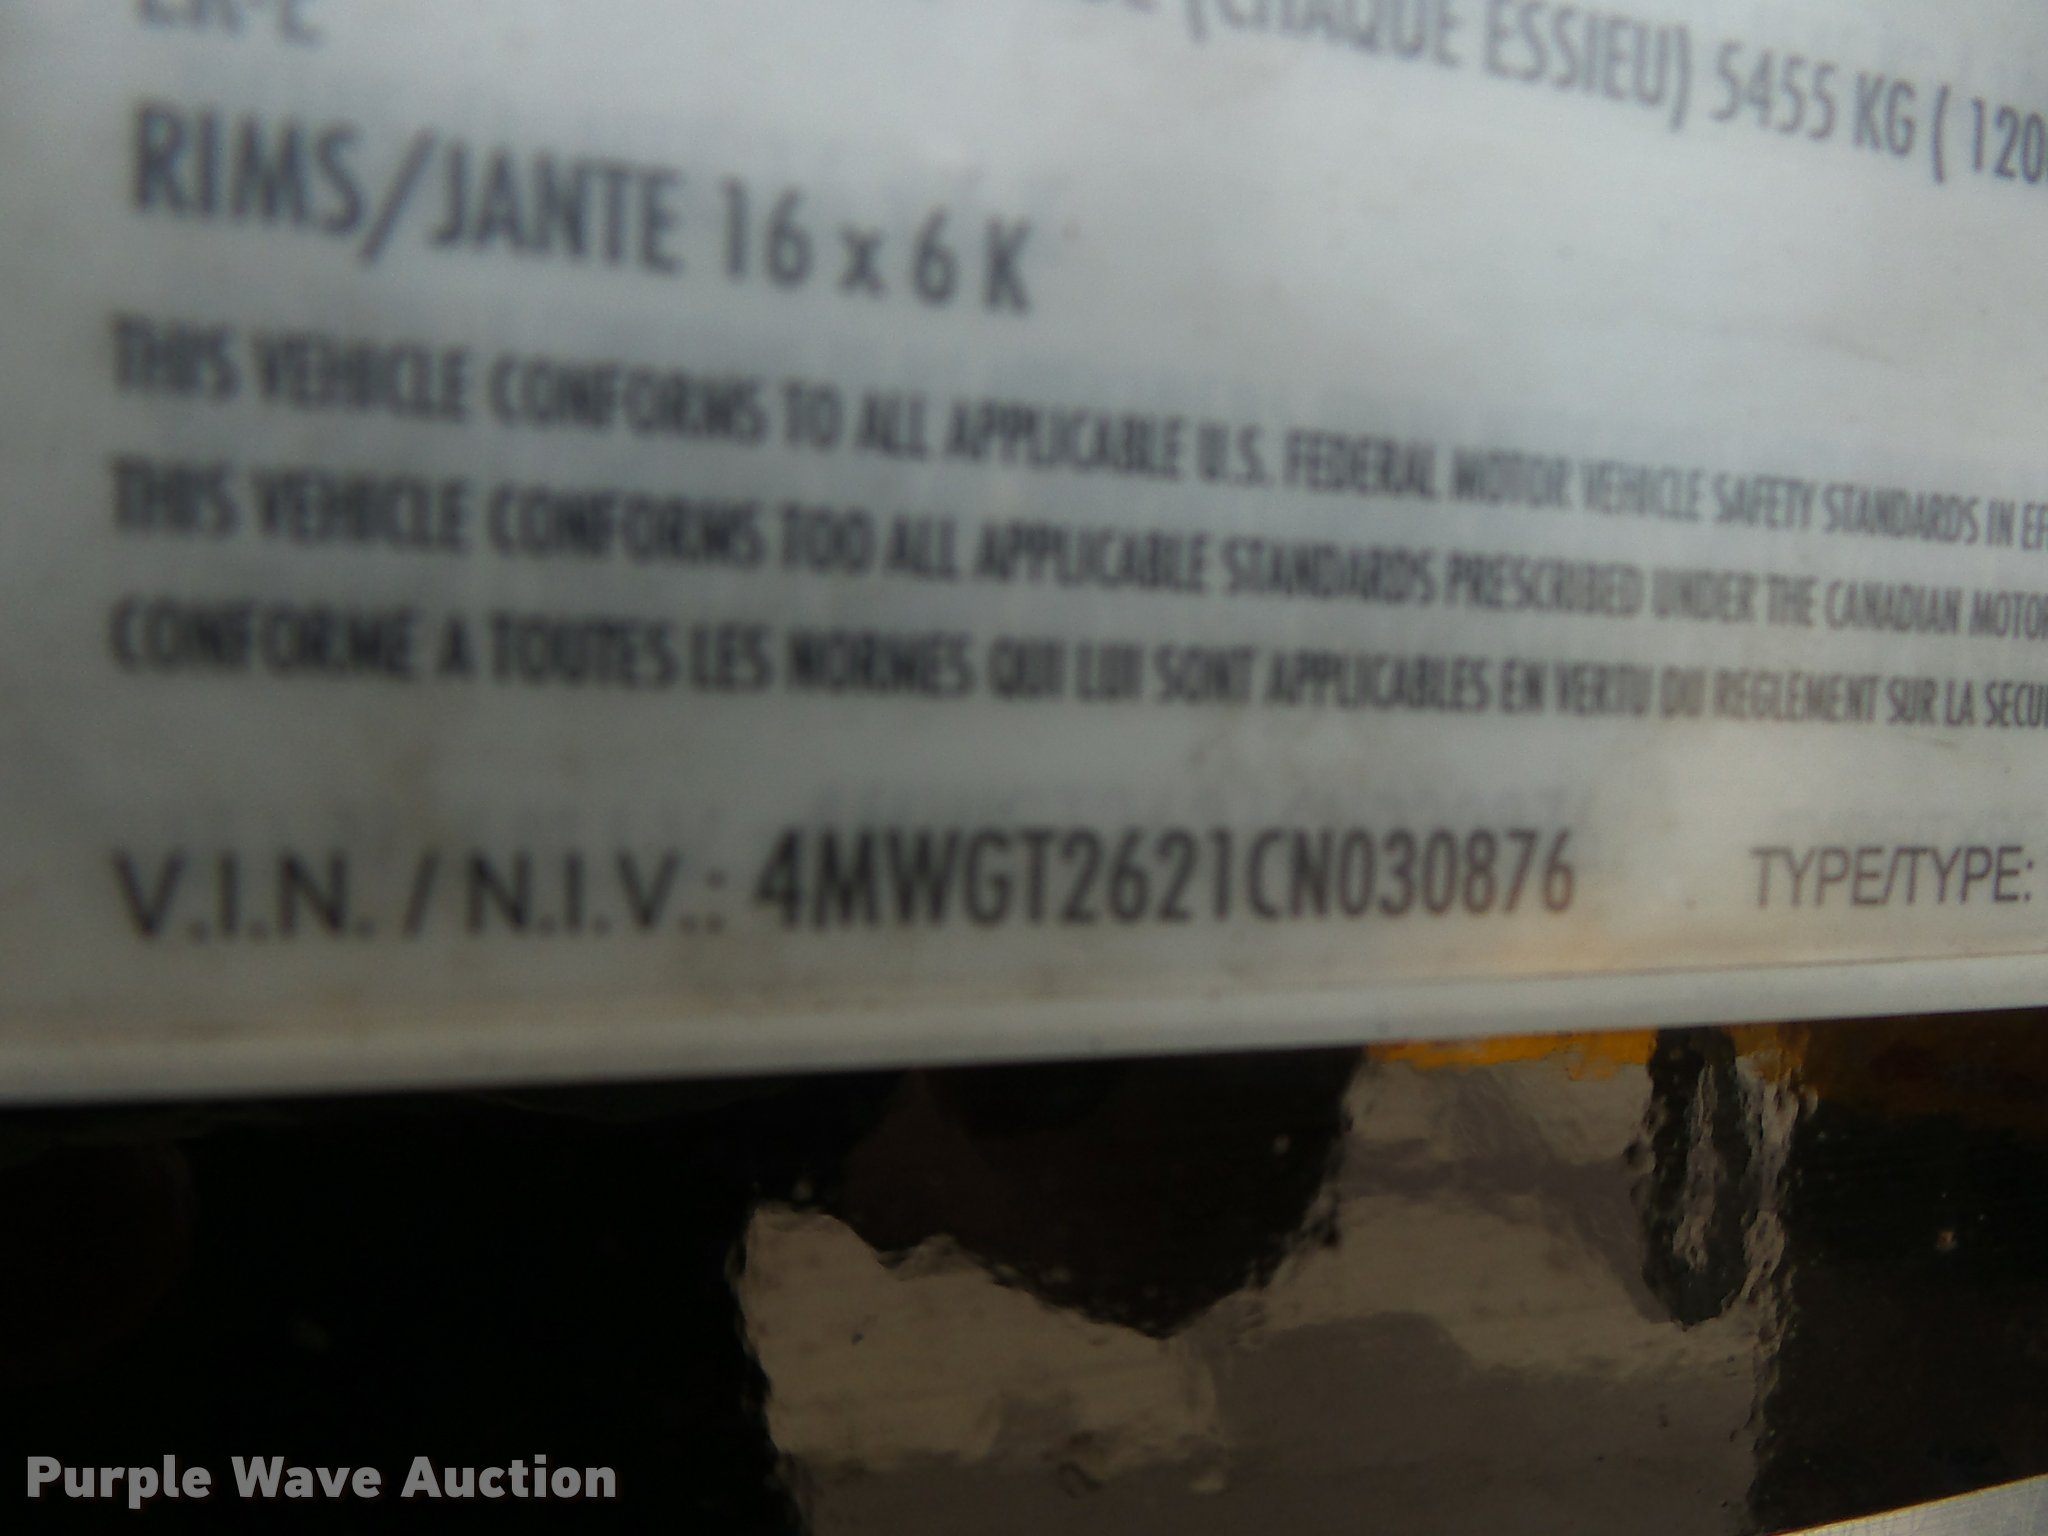 (CHAQUE ESSIEU) 5455 KG ( 120
RIMS/JANTE 16 x 6 K
THIS VEHICLE CONFORMS TO ALL APPLICABLE U.S. FEDERAL MOTOR VEHICLE SAFETY STANDARDS IN EF
THIS VEHICLE CONFORMS TOO ALL APPLICABLE STANDARDS PRESCRIBED UNDER THE CANADIAN MOTOR
CONFORME A TOUTES LES NORMES QUI LUI SONT APPLICABLES EN VERTU DU REGLEMENT SUR LA SECU
V.I.N. / N.I.V.: 4MWGT2621CN030876 TYPE/TYPE:
Purple Wave Auction